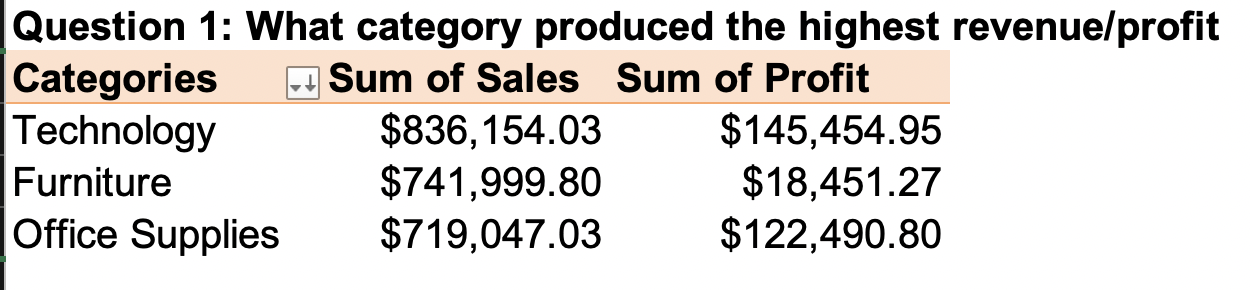 Question 1: What category produced the highest revenue/profit
Categories Sum of Sales Sum of Profit
Technology $836,154.03 $145,454.95
Furniture $741,999.80 $18,451.27
Office Supplies $719,047.03 $122,490.80